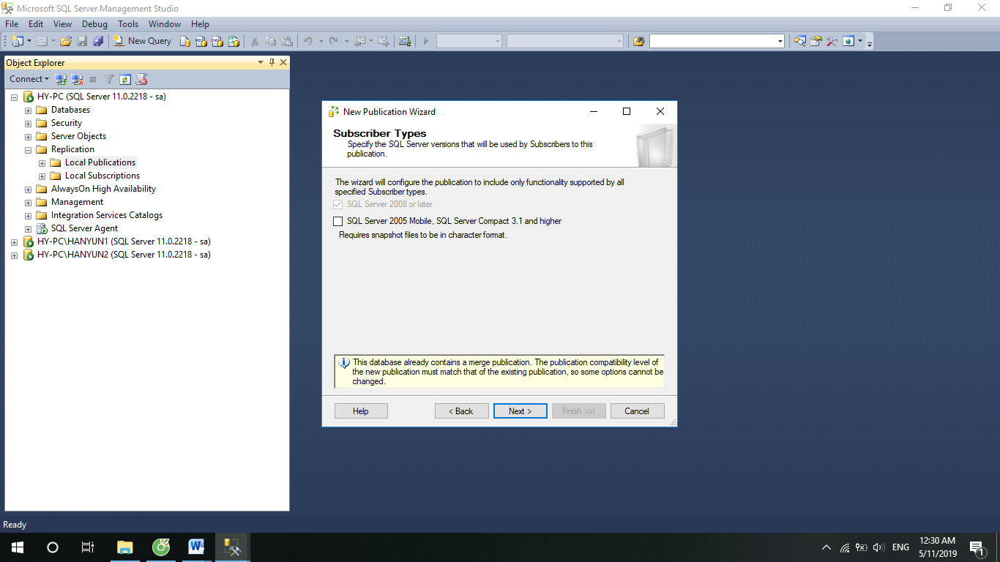 Microsoft SQL Server Management Studio
File Edit View Debug Tools Window Help
New Query
Object Explorer
Connect
HY-PC (SQL Server 11.0.2218 - sa)
Databases
Security
Server Objects
Replication
Local Publications
Local Subscriptions
AlwaysOn High Availability
Management
Integration Services Catalogs
SQL Server Agent
HY-PC\HANYUN1 (SQL Server 11.0.2218 - sa)
HY-PC\HANYUN2 (SQL Server 11.0.2218 - sa)
New Publication Wizard
Subscriber Types
Specify the SQL Server versions that will be used by Subscribers to this
publication.
The wizard will configure the publication to include only functionality supported by all
specified Subscriber types.
SQL Server 2008 or later
SQL Server 2005 Mobile, SQL Server Compact 3.1 and higher
Requires snapshot files to be in character format.
This database already contains a merge publication. The publication compatibility level of
the new publication must match that of the existing publication, so some options cannot be
changed.
Help < Back Next > Finish >>| Cancel
Ready
ENG
12:30 AM
5/11/2019
1